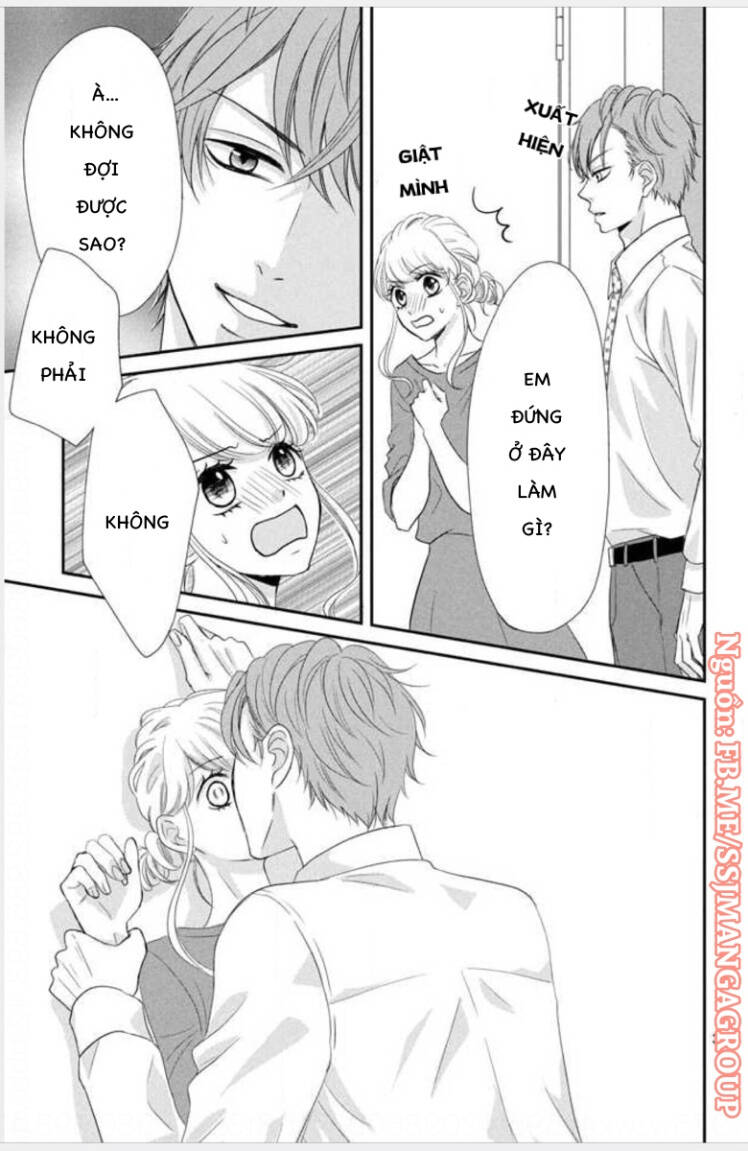 XUẤT
HIỆN
GIẬT
MÌNH
EM
ĐỨNG
Ở ĐÂY
LÀM
GÌ?
À...
KHÔNG
ĐỢI
ĐƯỢC
SAO?
KHÔNG
PHẢI
KHÔNG
Nguồn: FB.ME/SSJMANGAGROUP